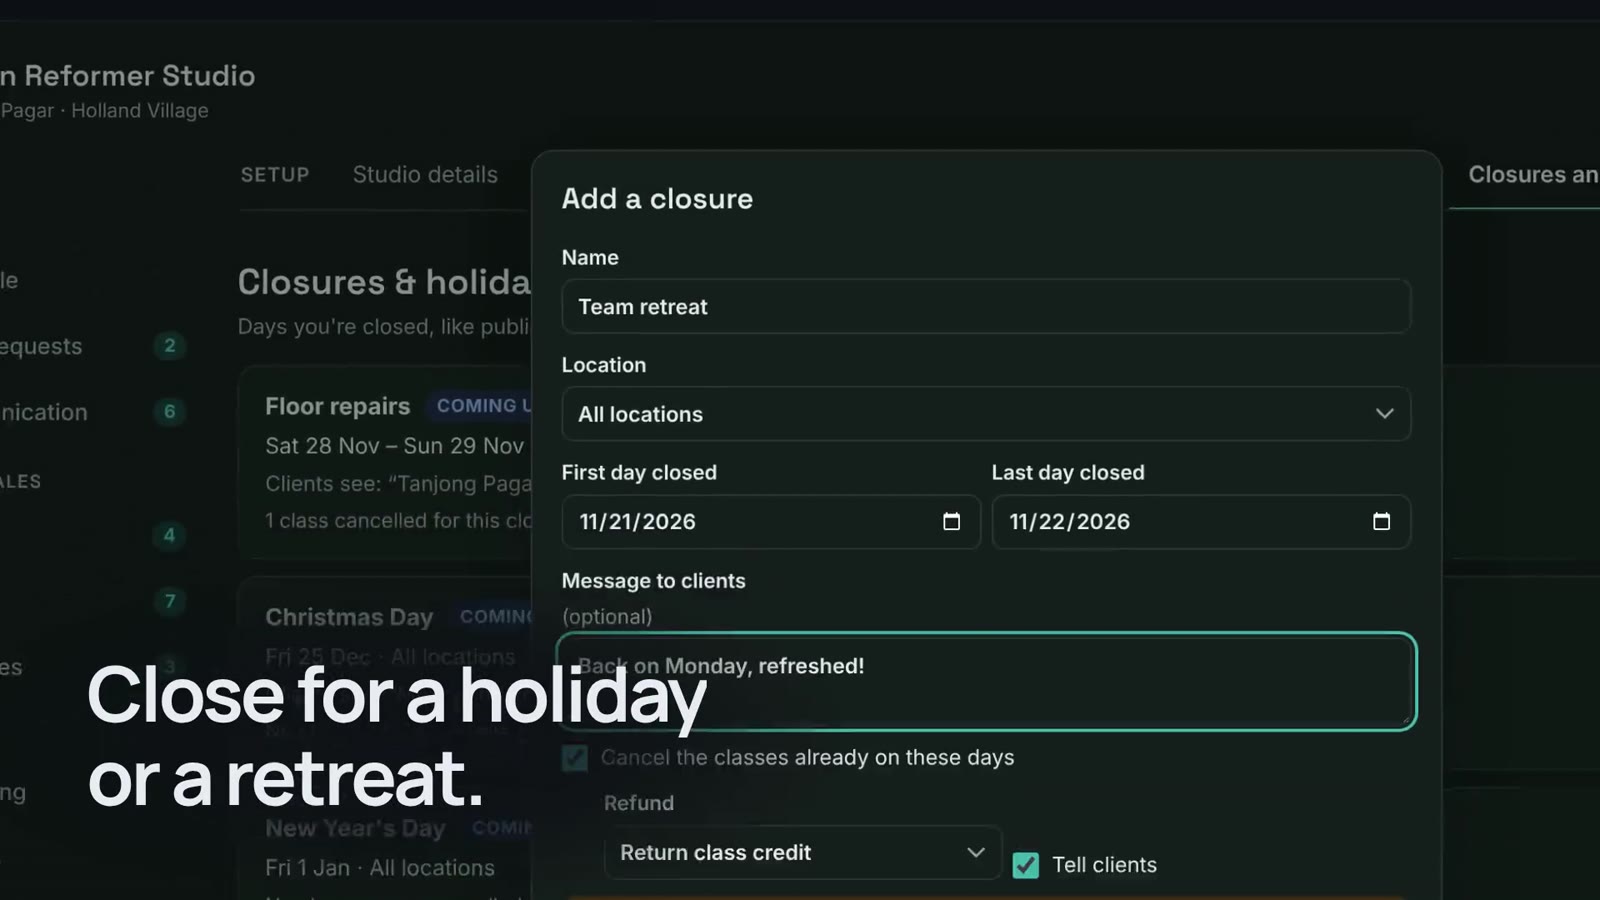 n Reformer Studio
Pagar · Holland Village
SETUP
Studio details
Closures an
Closures & holida
Days you're closed, like publi
le
equests
2
nication
6
ALES
4
7
es
3
ng
Floor repairs
COMING U
Sat 28 Nov – Sun 29 Nov
Clients see: “Tanjong Paga
1 class cancelled for this clo
Christmas Day
COMING
Fri 25 Dec · All locations
New Year's Day
COMIN
Fri 1 Jan · All locations
Add a closure
Name
Team retreat
Location
All locations
First day closed
Last day closed
11/21/2026
11/22/2026
Message to clients
(optional)
Back on Monday, refreshed!
Cancel the classes already on these days
Refund
Return class credit
Tell clients
Close for a holiday
or a retreat.